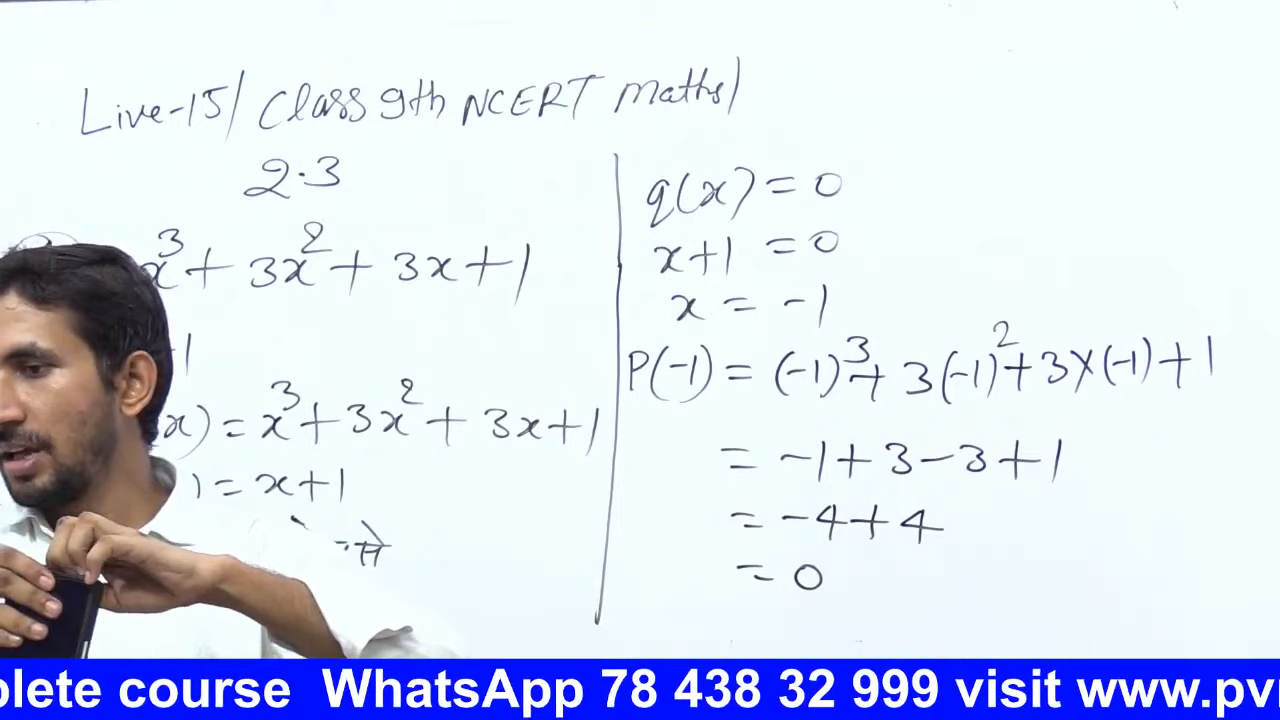 Live-15/ Class 9th NCERT maths/
2.3
x³ + 3x² + 3x + 1
1
x) = x³ + 3x² + 3x + 1
) = x + 1
q(x) = 0
x + 1 = 0
x = -1
P(-1) = (-1)³ + 3(-1)² + 3×(-1) + 1
= -1 + 3 - 3 + 1
= -4 + 4
= 0
plete course WhatsApp 78 438 32 999 visit www.pv